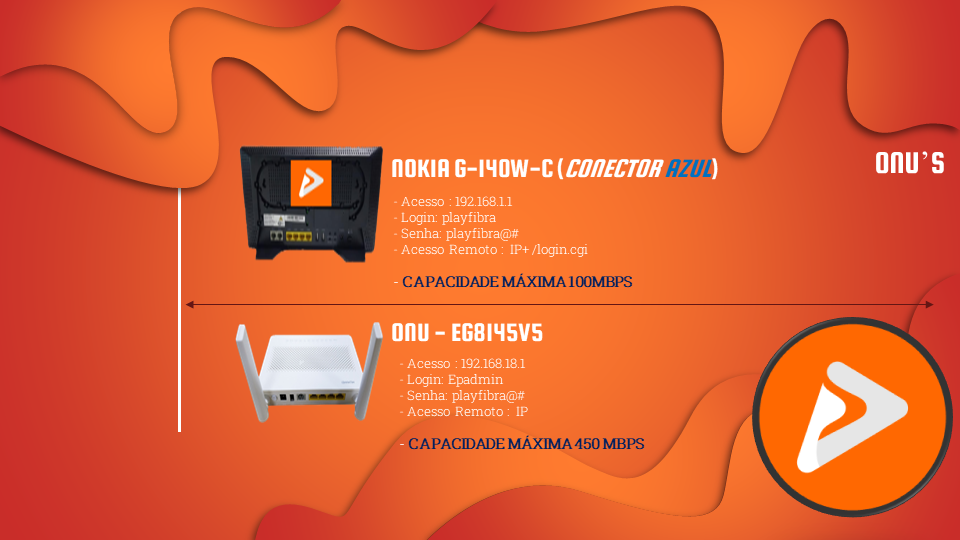 ONU'S
NOKIA G-140W-C (CONECTOR AZUL)
- Acesso : 192.168.1.1
- Login: playfibra
- Senha: playfibra@#
- Acesso Remoto : IP+/login.cgi
- CAPACIDADE MÁXIMA 100MBPS
ONU - EG8145V5
- Acesso : 192.168.18.1
- Login: Epadmin
- Senha: playfibra@#
- Acesso Remoto : IP
- CAPACIDADE MÁXIMA 450 MBPS